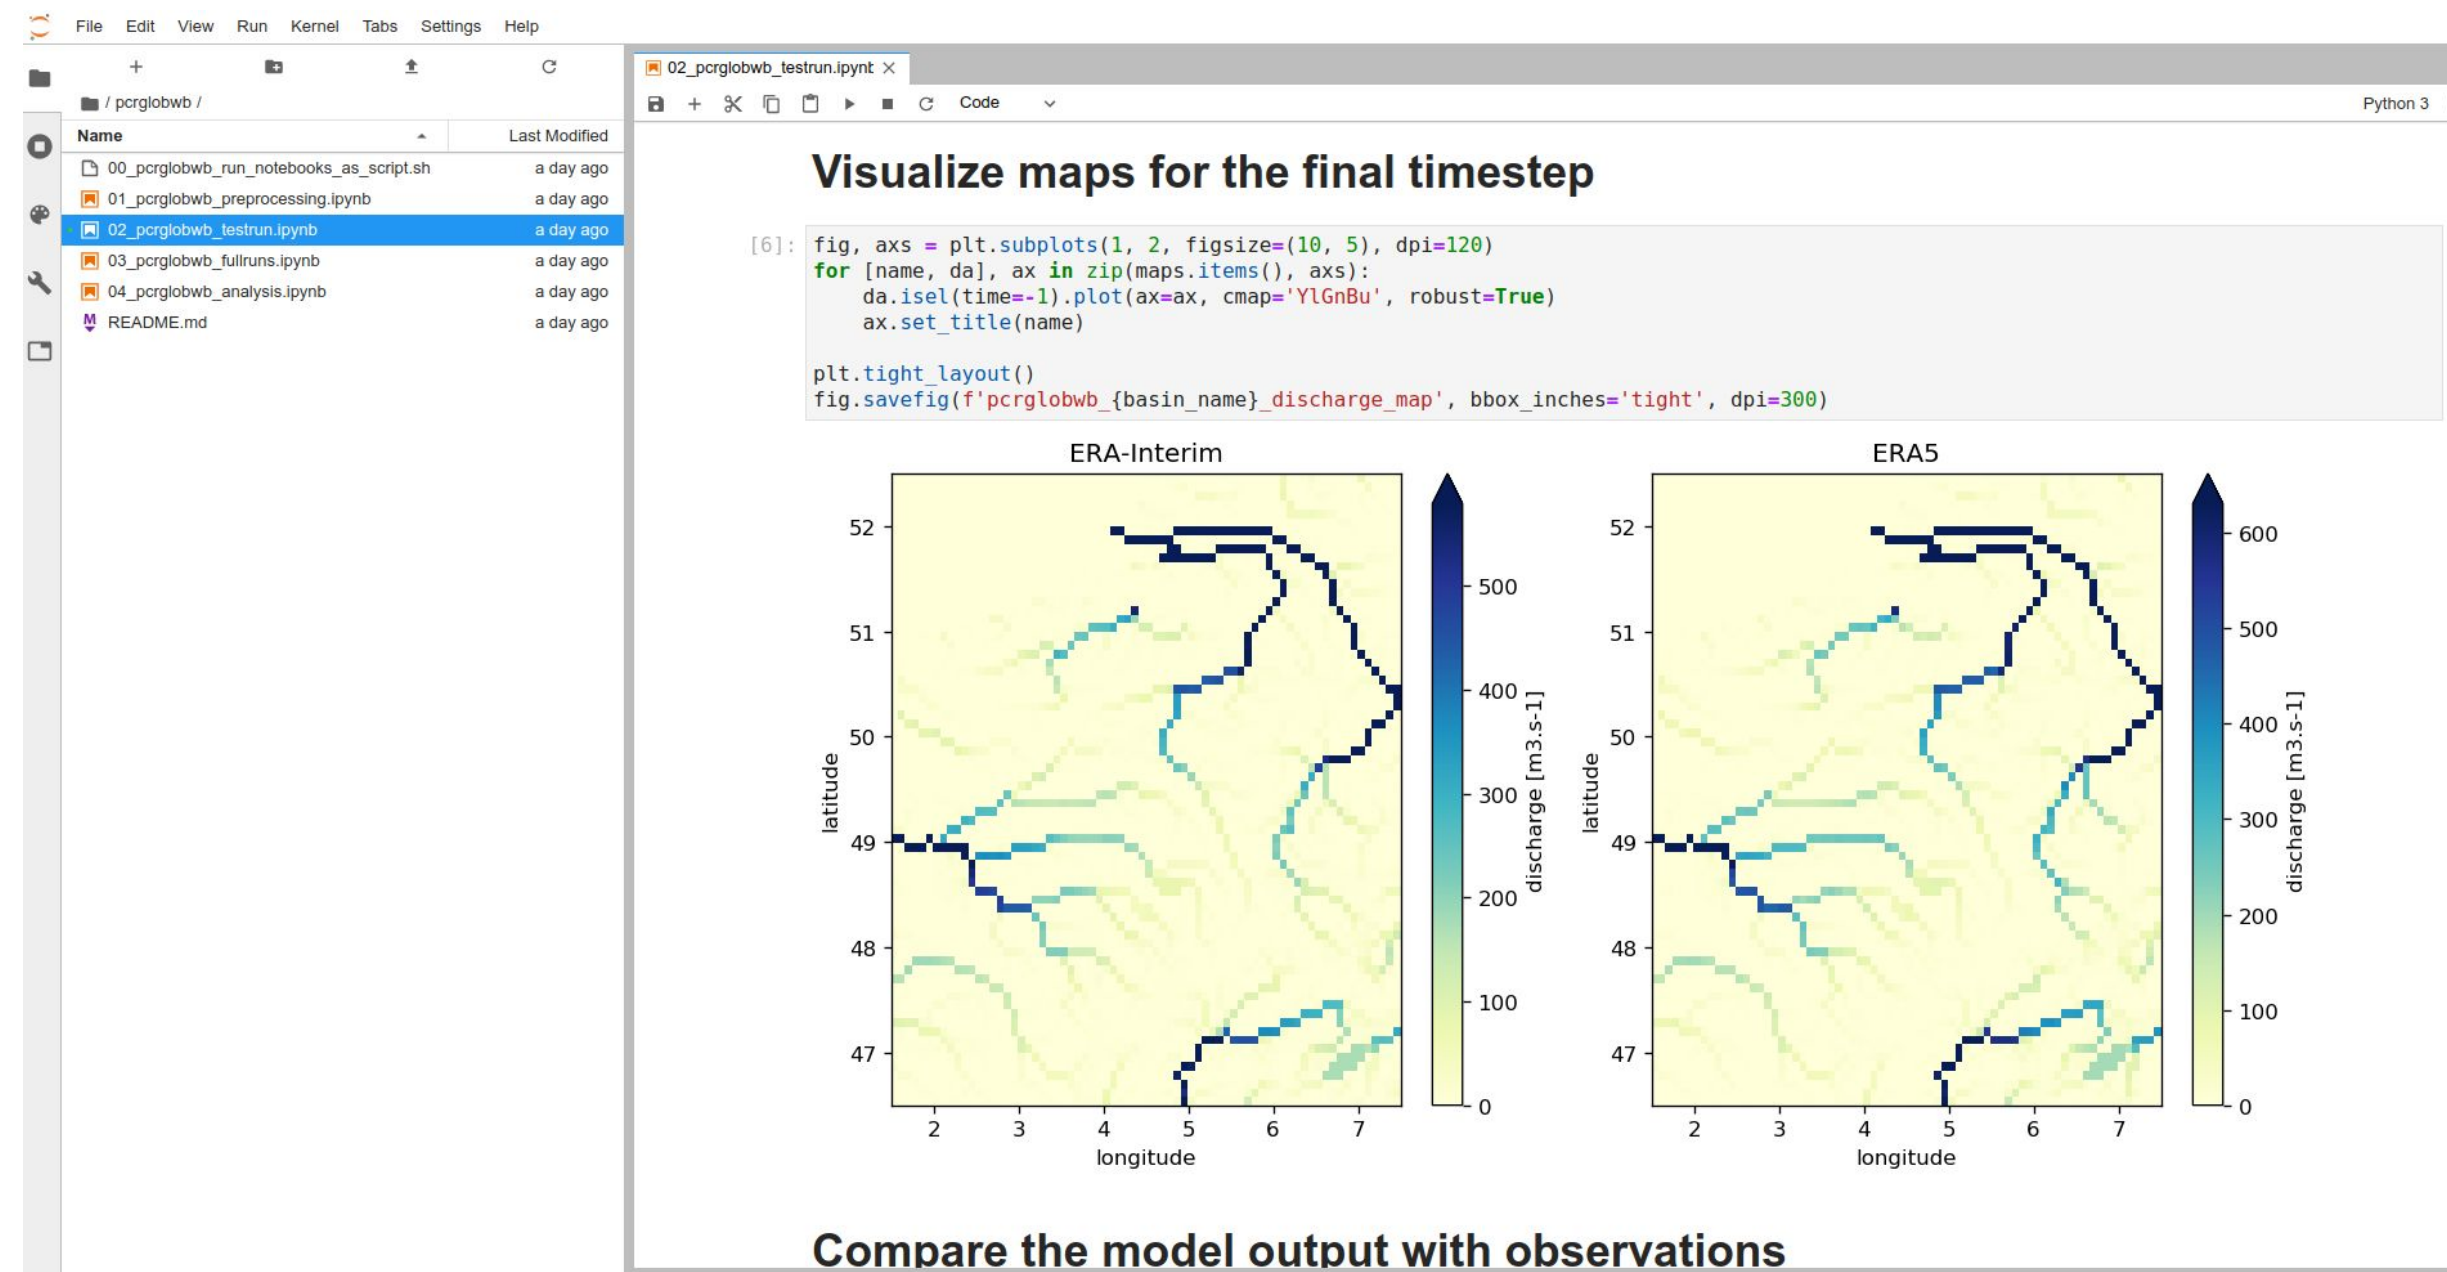 File Edit View Run Kernel Tabs Settings Help
/ pcrglobwb /
Name Last Modified
00_pcrglobwb_run_notebooks_as_script.sh a day ago
01_pcrglobwb_preprocessing.ipynb a day ago
02_pcrglobwb_testrun.ipynb a day ago
03_pcrglobwb_fullruns.ipynb a day ago
04_pcrglobwb_analysis.ipynb a day ago
README.md a day ago
02_pcrglobwb_testrun.ipynb
Code Python 3
Visualize maps for the final timestep
[6]: fig, axs = plt.subplots(1, 2, figsize=(10, 5), dpi=120)
for [name, da], ax in zip(maps.items(), axs):
    da.isel(time=-1).plot(ax=ax, cmap='YlGnBu', robust=True)
    ax.set_title(name)
plt.tight_layout()
fig.savefig(f'pcrglobwb_{basin_name}_discharge_map', bbox_inches='tight', dpi=300)
ERA-Interim
52
51
50
49
48
47
latitude
2 3 4 5 6 7
longitude
500
400
300
200
100
0
discharge [m3.s-1]
ERA5
52
51
50
49
48
47
latitude
2 3 4 5 6 7
longitude
600
500
400
300
200
100
0
discharge [m3.s-1]
Compare the model output with observations